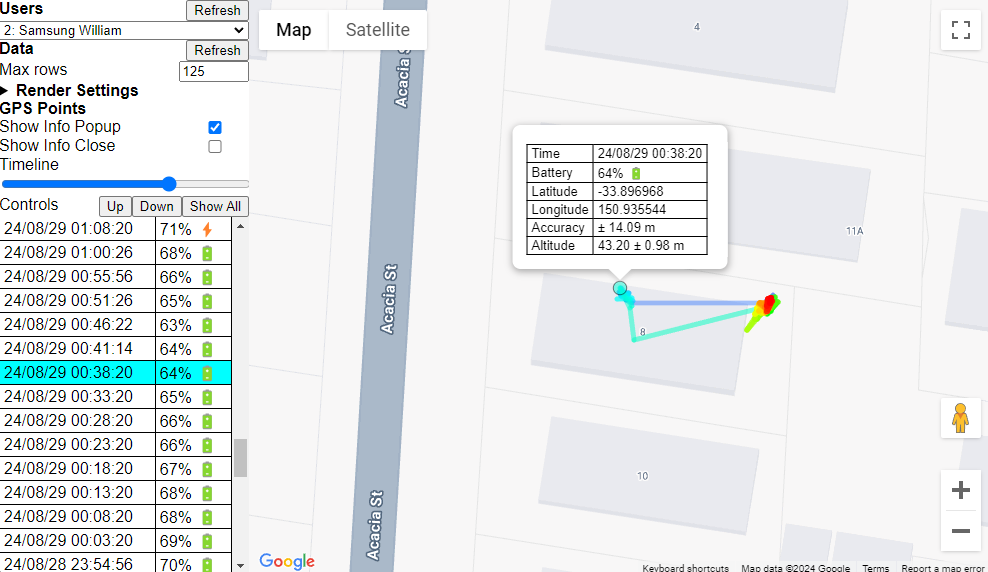 Users Refresh
2: Samsung William
Data Refresh
Max rows 125
Render Settings
GPS Points
Show Info Popup
Show Info Close
Timeline
Controls Up Down Show All
24/08/29 01:08:20 71%
24/08/29 01:00:26 68%
24/08/29 00:55:56 66%
24/08/29 00:51:26 65%
24/08/29 00:46:22 63%
24/08/29 00:41:14 64%
24/08/29 00:38:20 64%
24/08/29 00:33:20 65%
24/08/29 00:28:20 66%
24/08/29 00:23:20 66%
24/08/29 00:18:20 67%
24/08/29 00:13:20 68%
24/08/29 00:08:20 68%
24/08/29 00:03:20 69%
24/08/28 23:54:56 70%
Map Satellite
Acacia St
4
Time 24/08/29 00:38:20
Battery 64%
Latitude -33.896968
Longitude 150.935544
Accuracy ± 14.09 m
Altitude 43.20 ± 0.98 m
11A
Acacia St
8
10
Acacia St
Google
Keyboard shortcuts Map data ©2024 Google Terms Report a map error